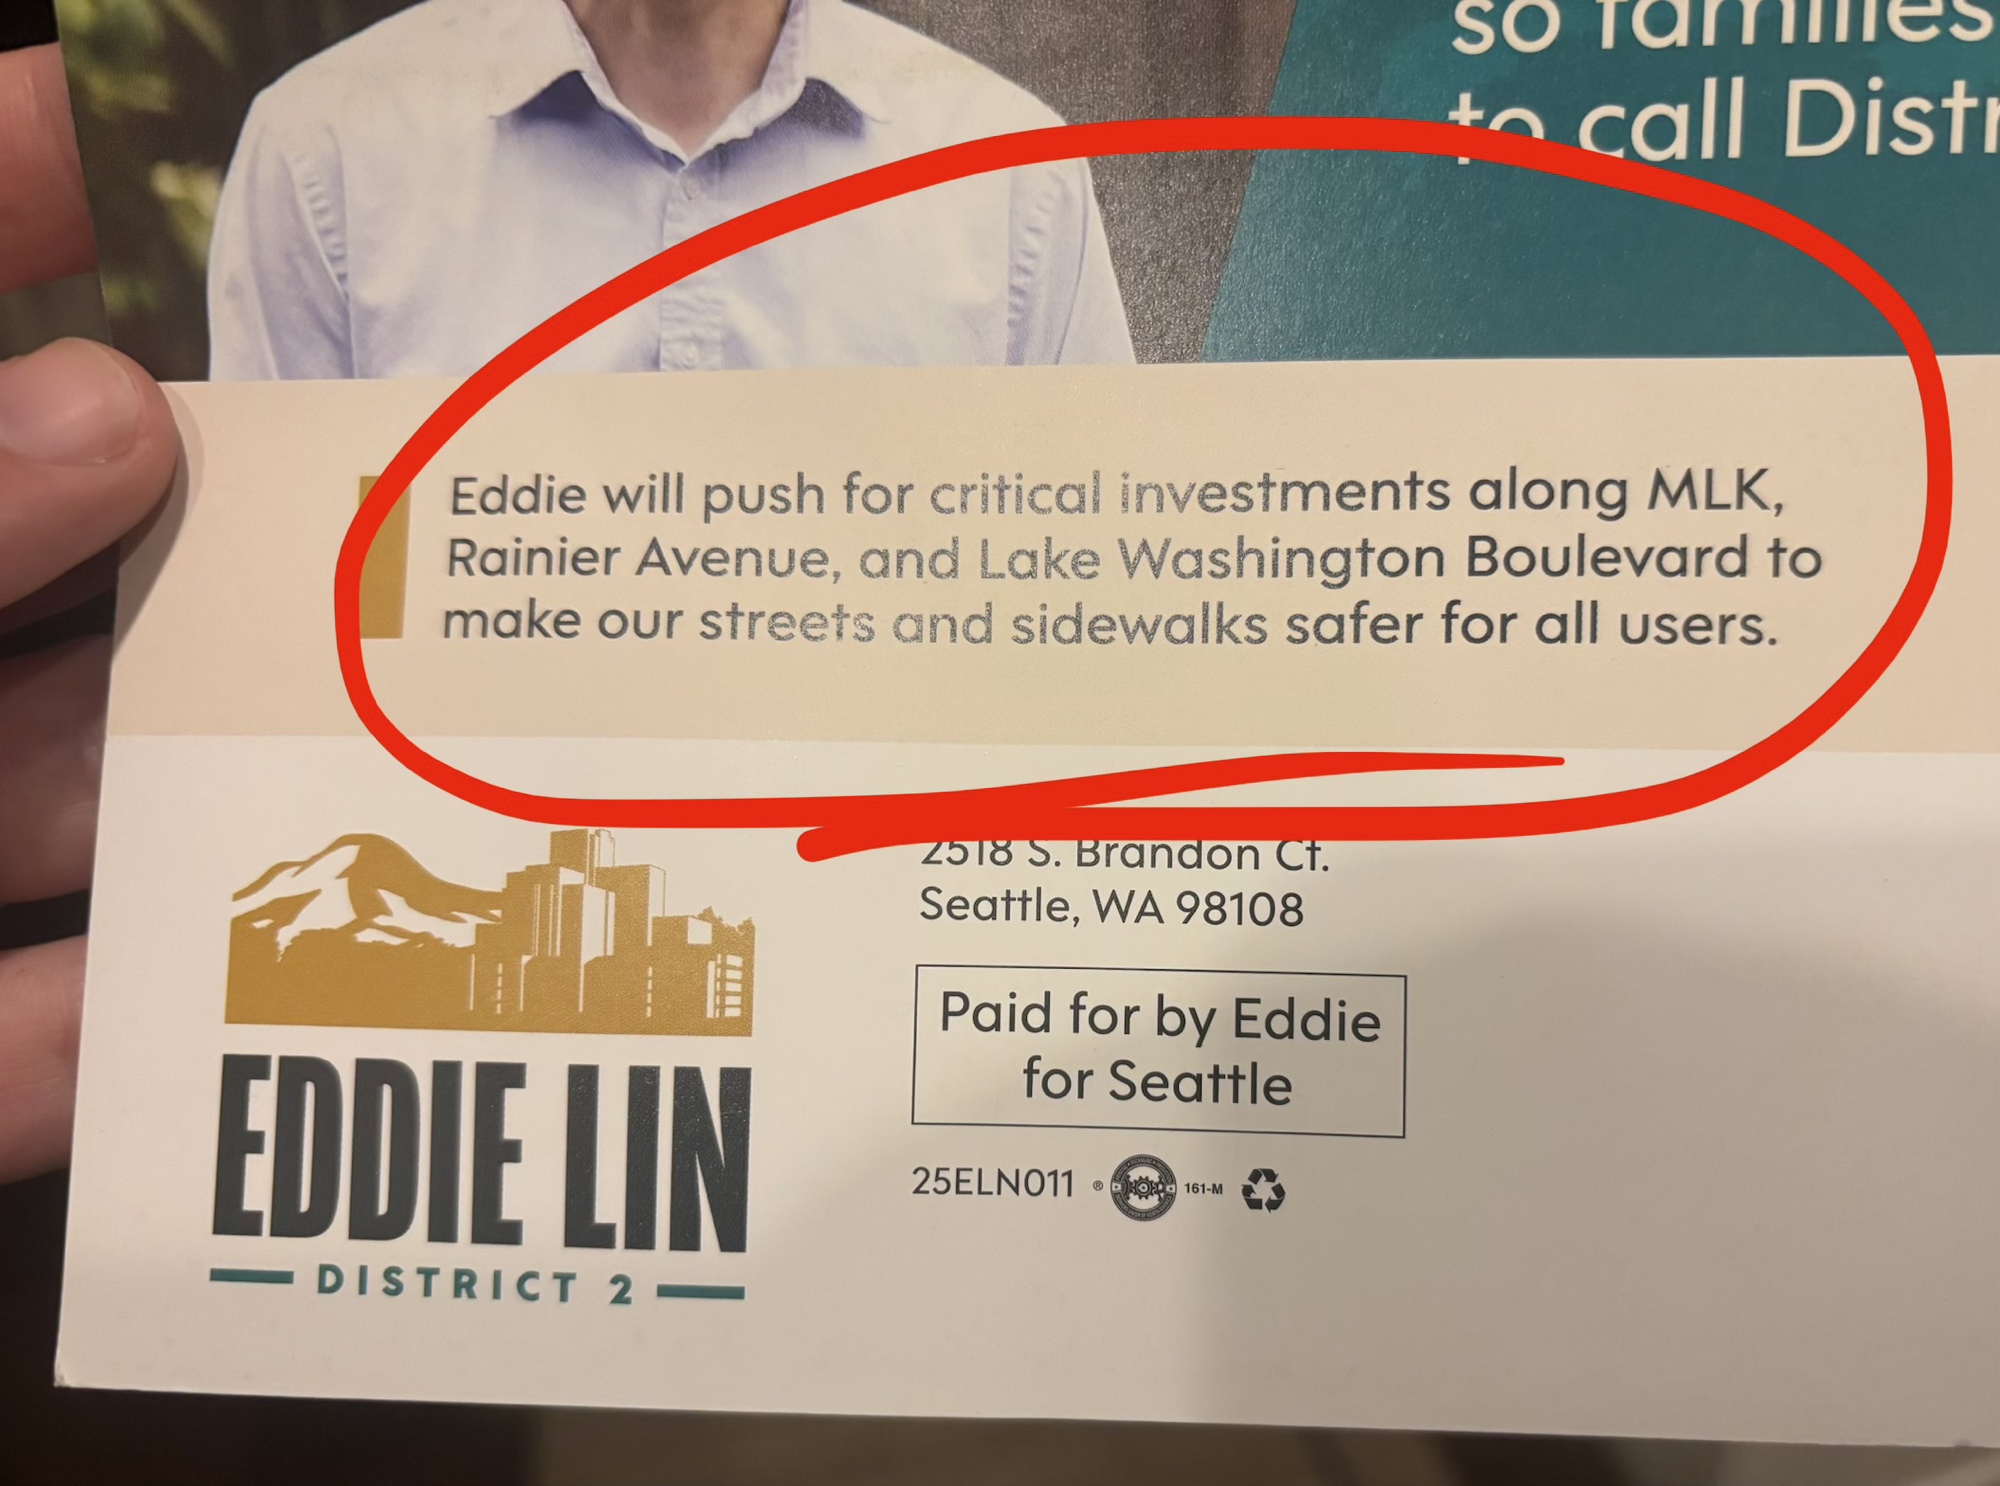 so families
to call Distr
Eddie will push for critical investments along MLK,
Rainier Avenue, and Lake Washington Boulevard to
make our streets and sidewalks safer for all users.
2518 S. Brandon Ct.
Seattle, WA 98108
Paid for by Eddie
for Seattle
25ELN011 ® 161-M
EDDIE LIN
DISTRICT 2